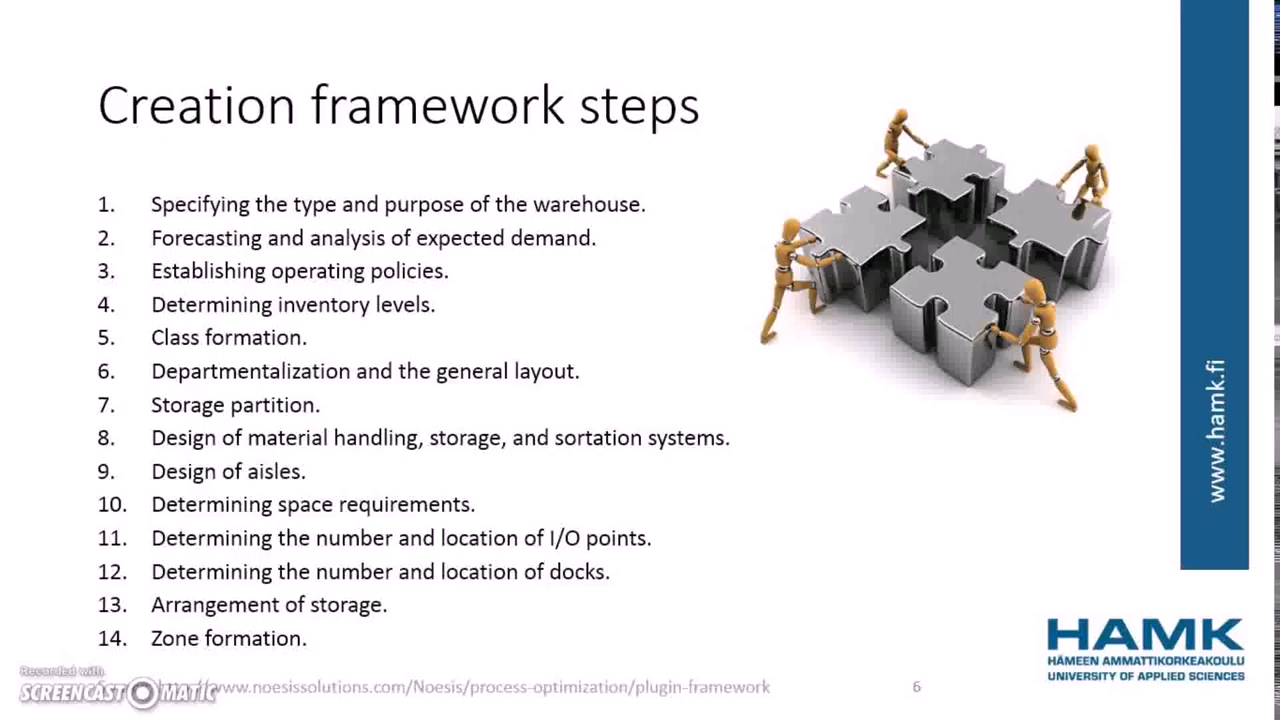 Creation framework steps
1. Specifying the type and purpose of the warehouse.
2. Forecasting and analysis of expected demand.
3. Establishing operating policies.
4. Determining inventory levels.
5. Class formation.
6. Departmentalization and the general layout.
7. Storage partition.
8. Design of material handling, storage, and sortation systems.
9. Design of aisles.
10. Determining space requirements.
11. Determining the number and location of I/O points.
12. Determining the number and location of docks.
13. Arrangement of storage.
14. Zone formation.
www.hamk.fi
HAMK
HÄMEEN AMMATTIKORKEAKOULU
UNIVERSITY OF APPLIED SCIENCES
Recorded with
SCREENCAST MATIC
www.noesissolutions.com/Noesis/process-optimization/plugin-framework
6